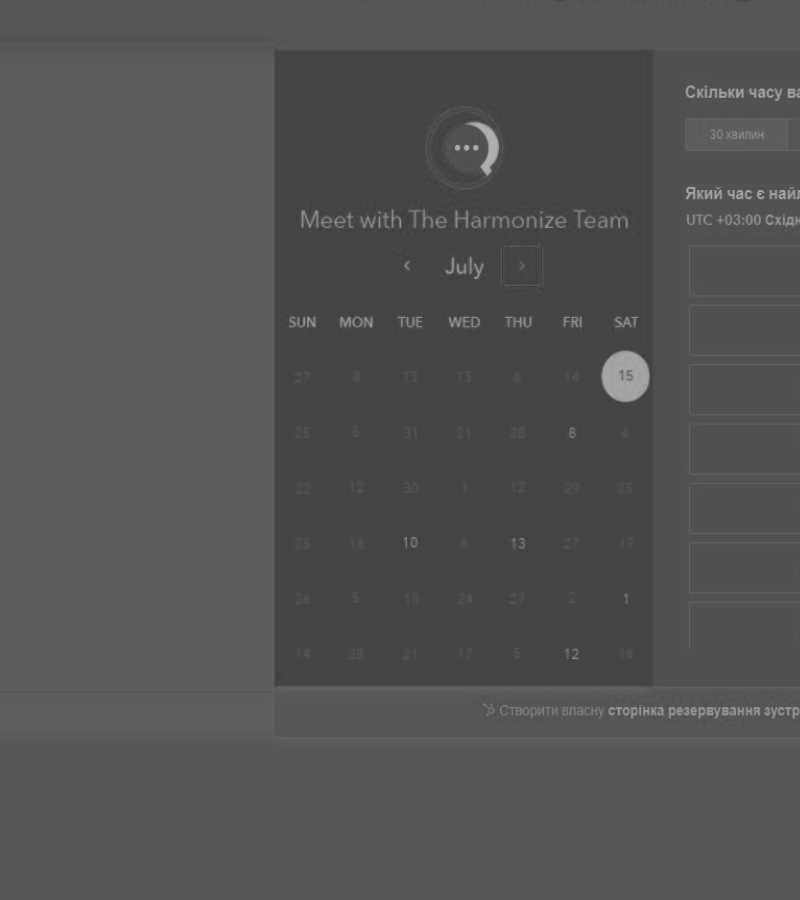 Meet with The Harmonize Team
‹ July ›
SUN MON TUE WED THU FRI SAT
27 8 13 13 6 14 15
25 5 31 21 28 8 4
22 12 30 1 12 29 25
25 18 10 4 13 27 17
26 5 10 24 27 2 1
14 28 21 17 5 12 16
Скільки часу ва
30 хвилин
Який час є найл
UTC +03:00 Східн
Створити власну сторінка резервування зустр